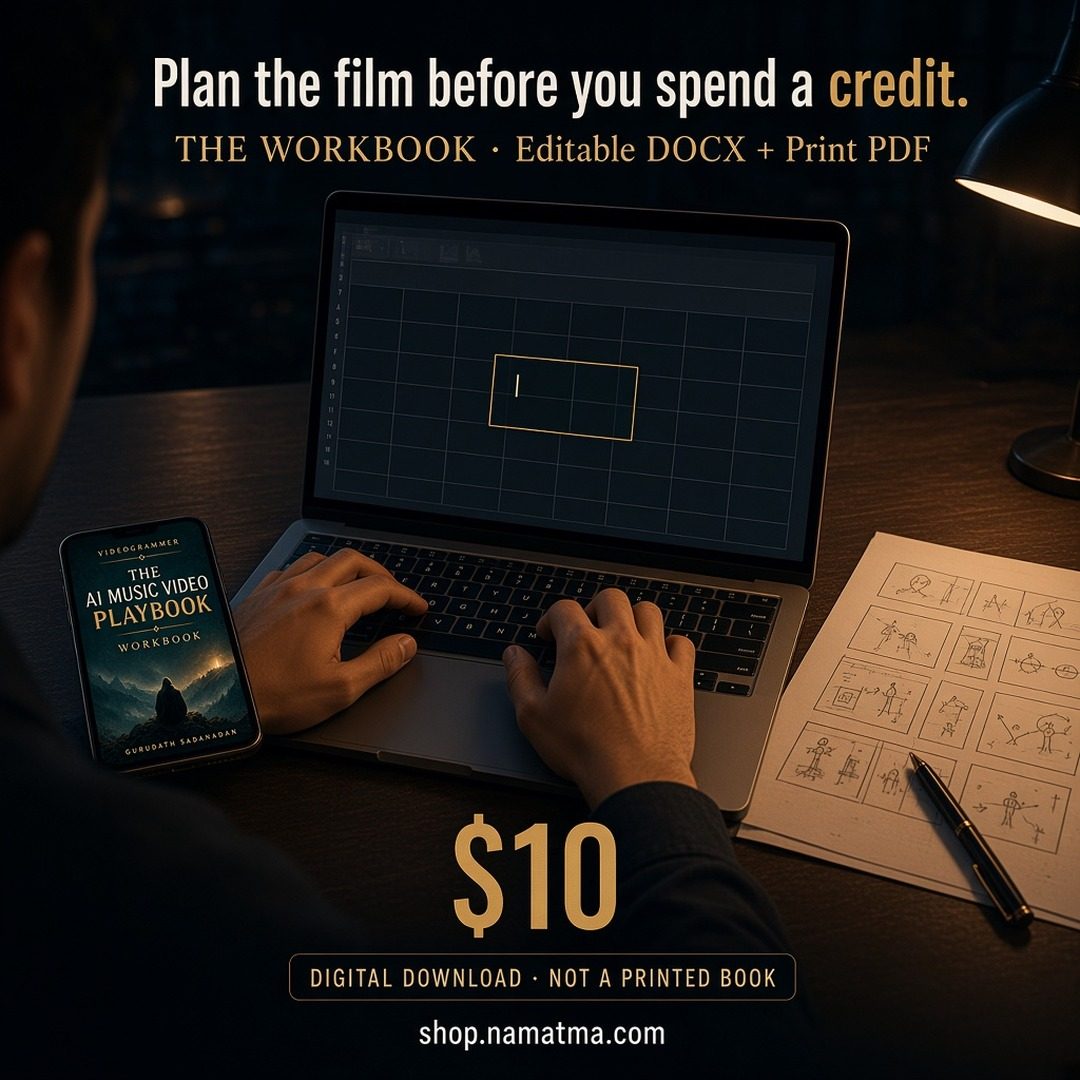 Plan the film before you spend a credit.
THE WORKBOOK · Editable DOCX + Print PDF
VIDEOGRAMMER
THE
AI MUSIC VIDEO
PLAYBOOK
WORKBOOK
GURUDATH SADANADAN
$10
DIGITAL DOWNLOAD · NOT A PRINTED BOOK
shop.namatma.com